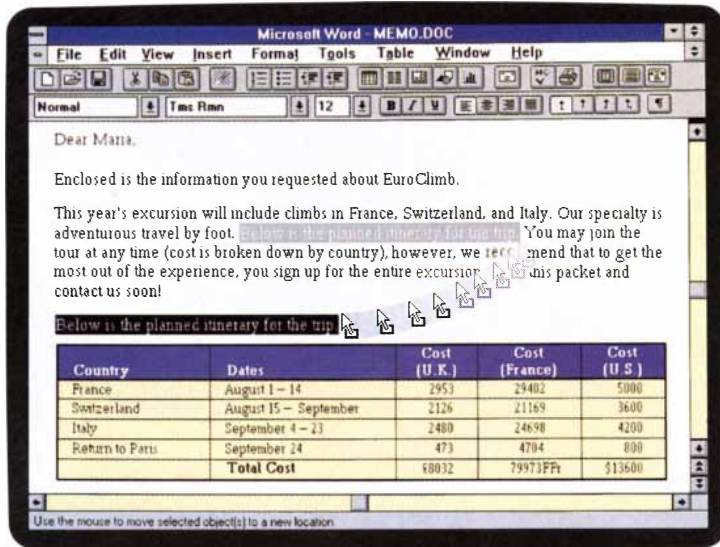 Microsoft Word - MEMO.DOC
File Edit View Insert Format Tools Table Window Help
Normal Tms Rmn 12 B I U
Dear Maria,
Enclosed is the information you requested about EuroClimb.
This year's excursion will include climbs in France, Switzerland, and Italy. Our specialty is
adventurous travel by foot. Below is the planned itinerary for the trip. You may join the
tour at any time (cost is broken down by country), however, we mend that to get the
most out of the experience, you sign up for the entire excursion. this packet and
contact us soon!
Below is the planned itinerary for the trip.
Country Dates Cost (U.K.) Cost (France) Cost (U.S.)
France August 1 – 14 2953 29402 5000
Switzerland August 15 – September 2126 21169 3600
Italy September 4 – 23 2480 24698 4200
Return to Paris September 24 473 4704 800
Total Cost £8032 79973FFr $13600
Use the mouse to move selected object(s) to a new location.